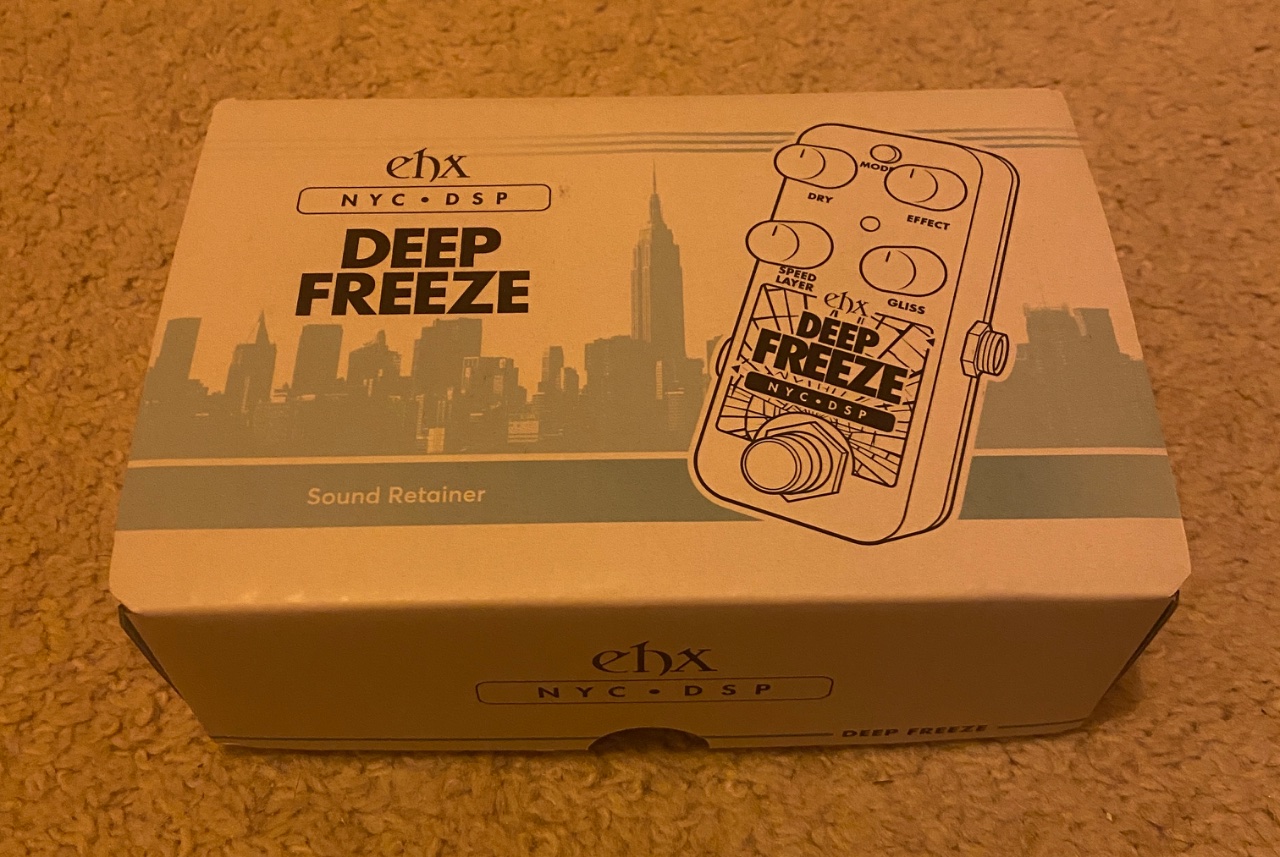 ehx
NYC•DSP
DEEP
FREEZE
Sound Retainer
MODE
DRY
EFFECT
SPEED
LAYER
GLISS
ehx
DEEP
FREEZE
NYC•DSP
ehx
NYC•DSP
DEEP FREEZE